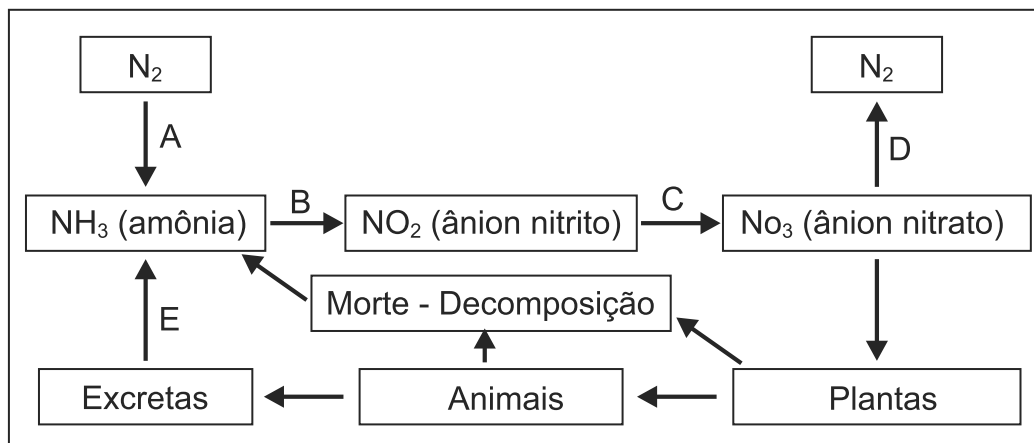 N₂
N₂
A
D
NH₃ (amônia)
B
NO₂ (ânion nitrito)
C
No₃ (ânion nitrato)
Morte - Decomposição
E
Excretas
Animais
Plantas